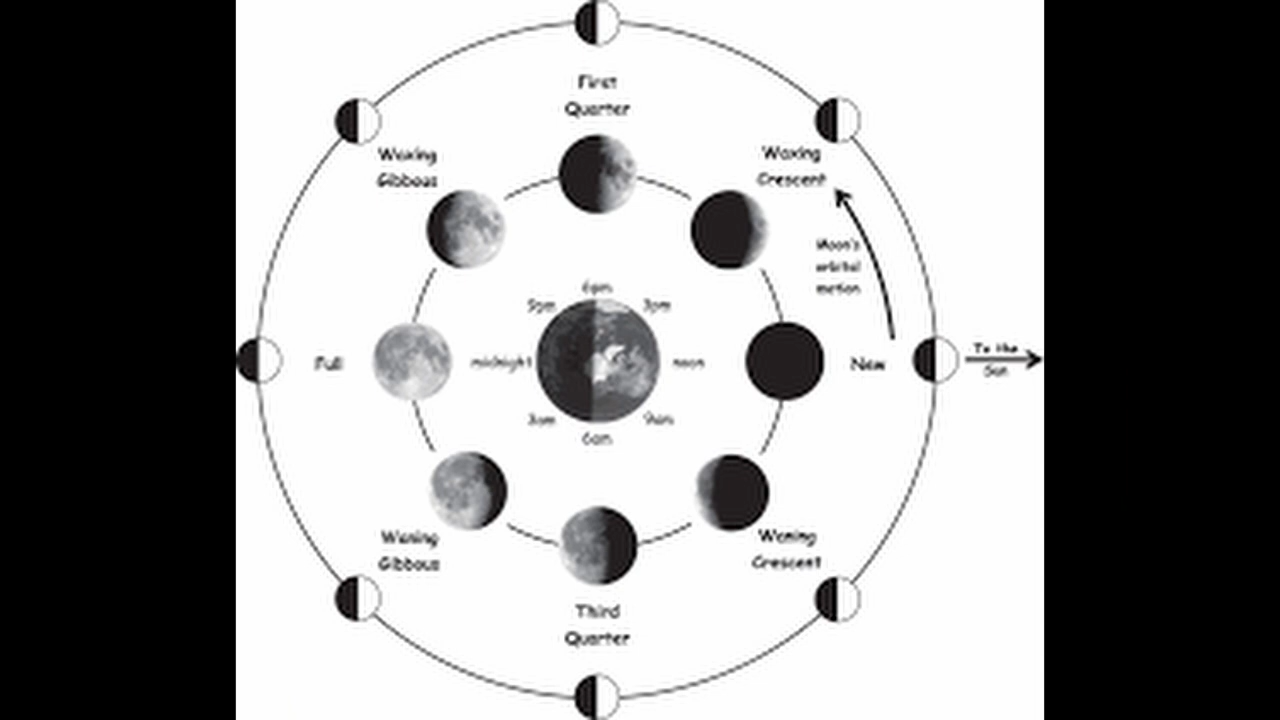 First
Quarter
Waxing
Gibbous
Waxing
Crescent
Moon's
orbital
motion
6pm
9pm
3pm
Full
midnight
noon
New
To the
Sun
3am
9am
6am
Waning
Gibbous
Waning
Crescent
Third
Quarter